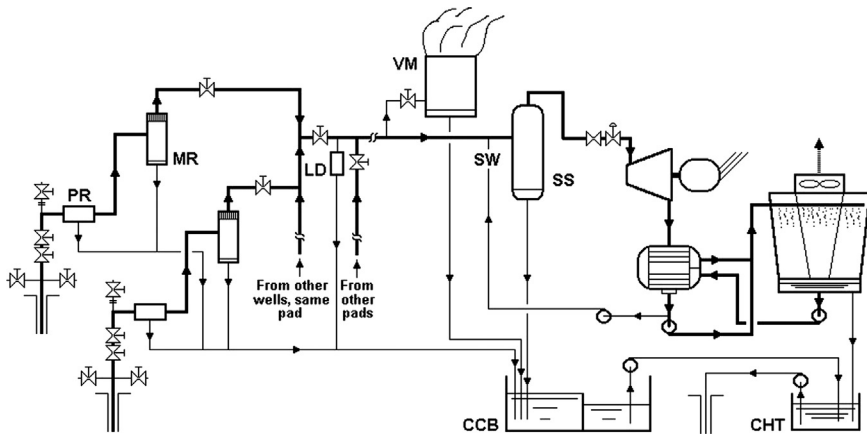 VM
MR
LD
SW
SS
PR
From other
wells, same
pad
From
other
pads
CCB
CHT